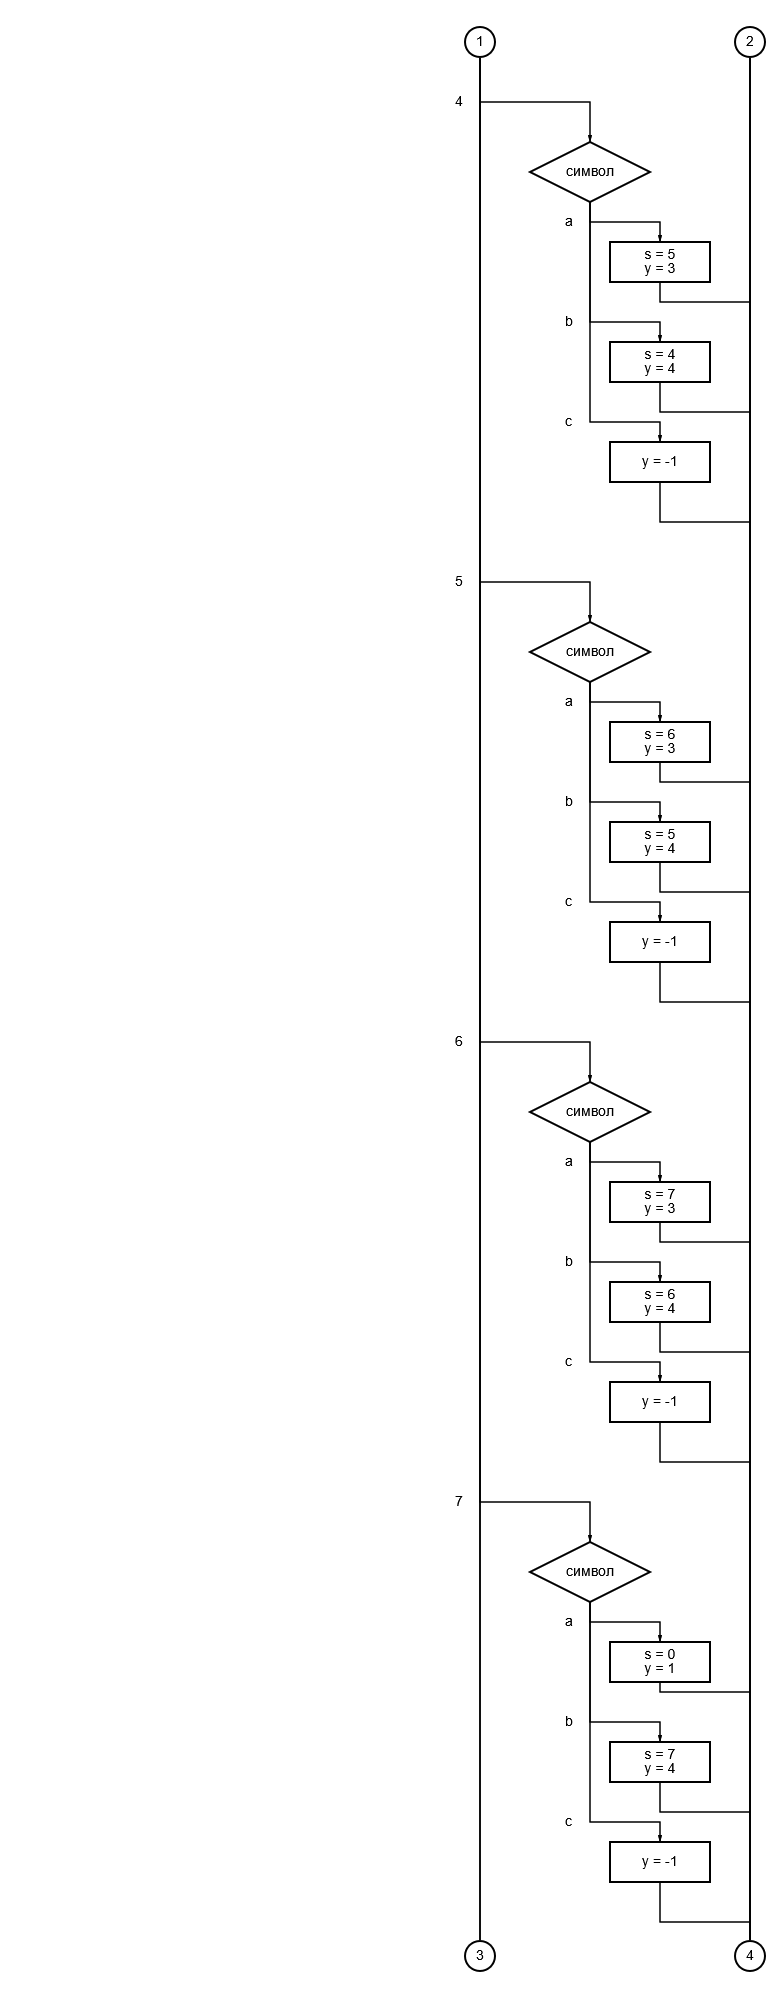 1
2
4
символ
a
s = 5
y = 3
b
s = 4
y = 4
c
y = -1
5
символ
a
s = 6
y = 3
b
s = 5
y = 4
c
y = -1
6
символ
a
s = 7
y = 3
b
s = 6
y = 4
c
y = -1
7
символ
a
s = 0
y = 1
b
s = 7
y = 4
c
y = -1
3
4